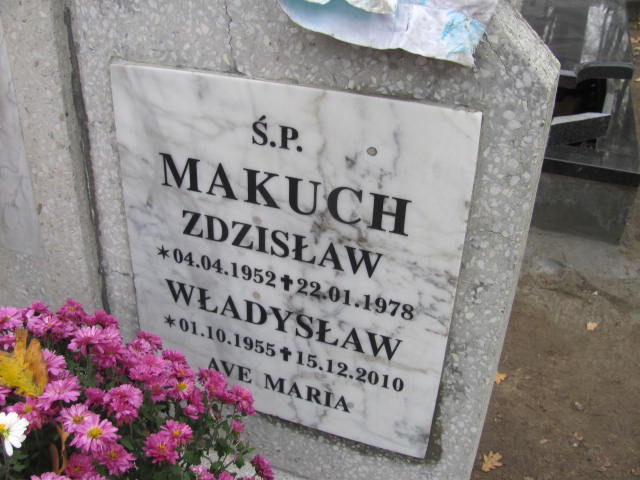 Ś.P.
MAKUCH
ZDZISŁAW
*04.04.1952✝22.01.1978
WŁADYSŁAW
*01.10.1955✝15.12.2010
AVE MARIA